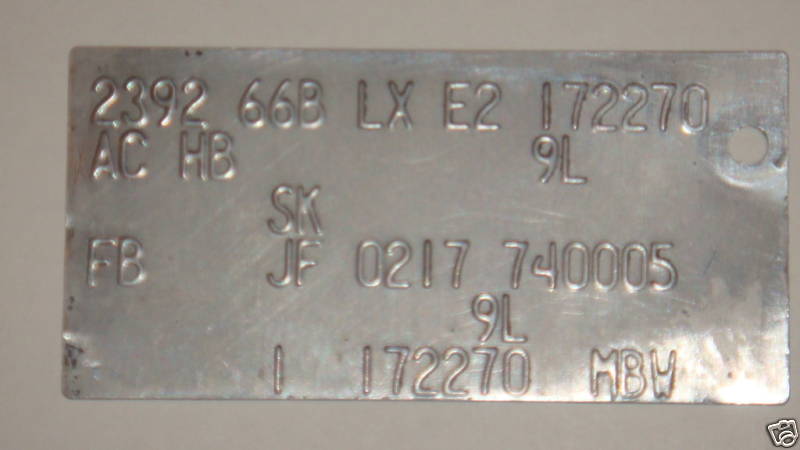 2392 66B LX E2 172270
AC HB 9L
SK
FB JF 0217 740005
9L
1 172270 MBW